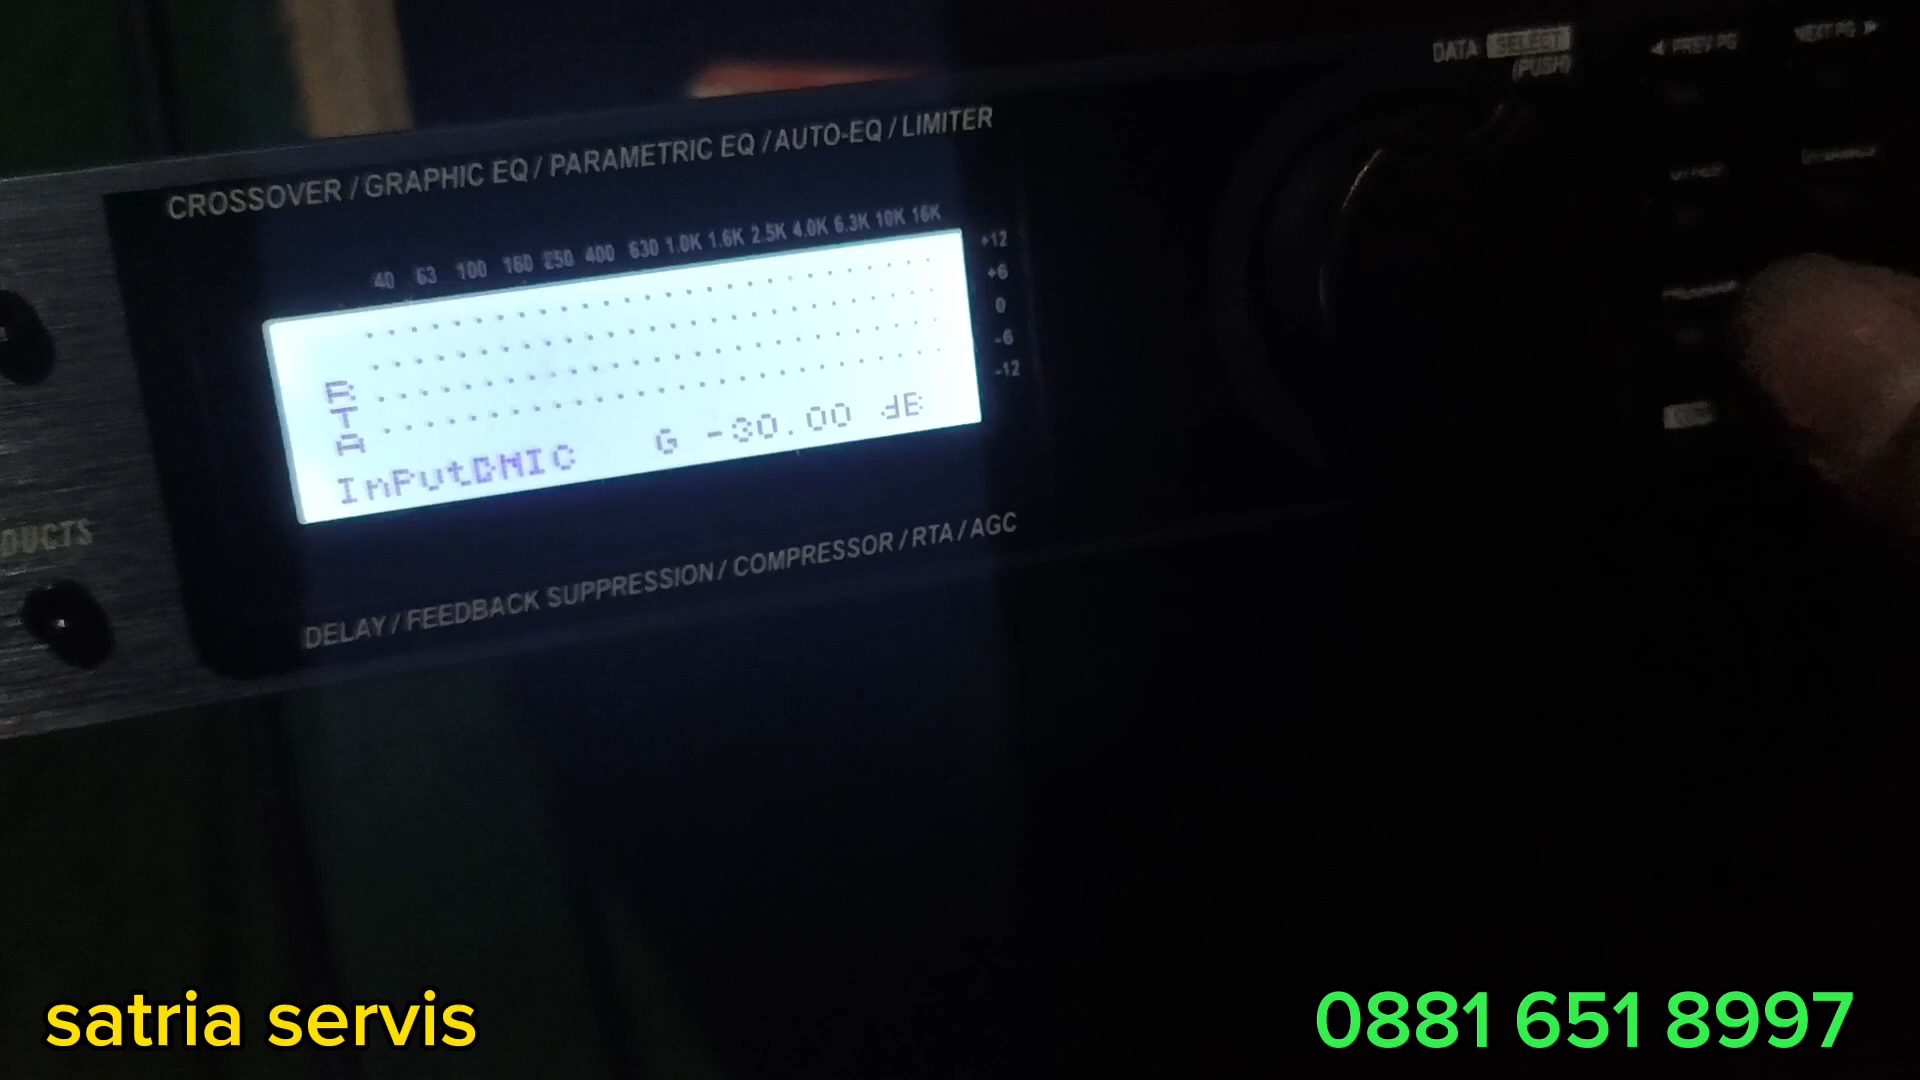 DATA SELECT
(PUSH)
PREV PG
NEXT PG
CROSSOVER / GRAPHIC EQ / PARAMETRIC EQ / AUTO-EQ / LIMITER
40 63 100 160 250 400 630 1.0K 1.6K 2.5K 4.0K 6.3K 10K 16K
+12
+6
0
-6
-12
RTA
InPutDMIC G -30.00 dB
DUCTS
DELAY / FEEDBACK SUPPRESSION / COMPRESSOR / RTA / AGC
satria servis
0881 651 8997